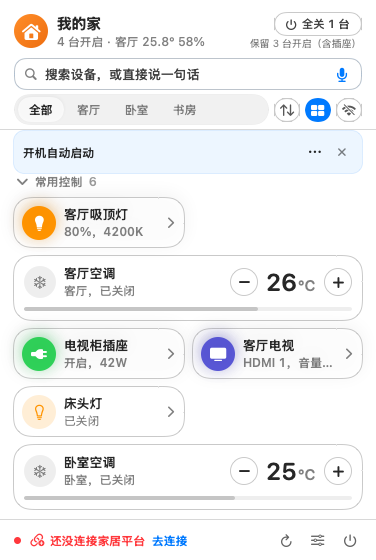 我的家
4 台开启 · 客厅 25.8° 58%
全关 1 台
保留 3 台开启（含插座）
搜索设备，或直接说一句话
全部 客厅 卧室 书房
开机自动启动
常用控制 6
客厅吸顶灯
80%，4200K
客厅空调
客厅，已关闭
26°C
电视柜插座
开启，42W
客厅电视
HDMI 1，音量...
床头灯
已关闭
卧室空调
卧室，已关闭
25°C
还没连接家居平台 去连接